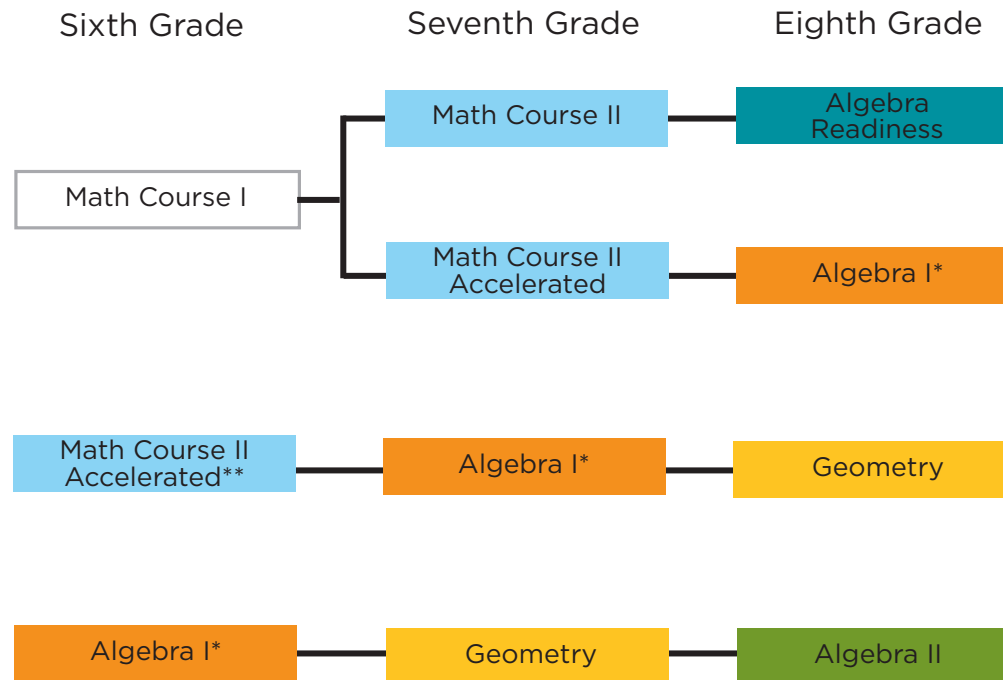 Sixth Grade
Seventh Grade
Eighth Grade
Math Course I
Math Course II
Algebra
Readiness
Math Course II
Accelerated
Algebra I*
Math Course II
Accelerated**
Algebra I*
Geometry
Algebra I*
Geometry
Algebra II